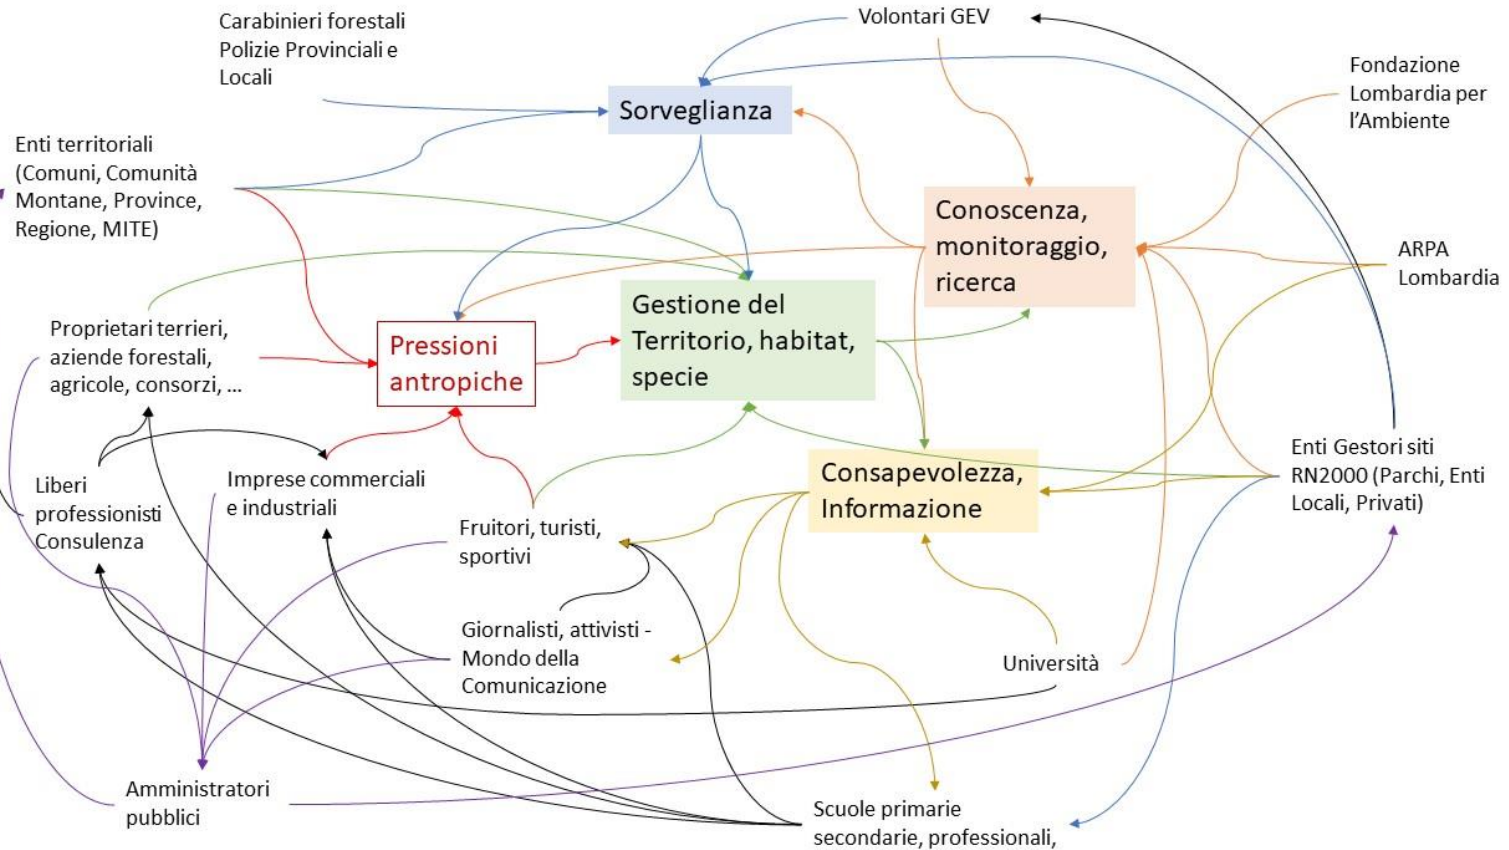 Carabinieri forestali
Polizie Provinciali e
Locali
Volontari GEV
Fondazione
Lombardia per
l’Ambiente
Sorveglianza
Enti territoriali
(Comuni, Comunità
Montane, Province,
Regione, MITE)
Conoscenza,
monitoraggio,
ricerca
ARPA
Lombardia
Gestione del
Territorio, habitat,
specie
Proprietari terrieri,
aziende forestali,
agricole, consorzi, ...
Pressioni
antropiche
Enti Gestori siti
RN2000 (Parchi, Enti
Locali, Privati)
Consapevolezza,
Informazione
Liberi
professionisti
Consulenza
Imprese commerciali
e industriali
Fruitori, turisti,
sportivi
Giornalisti, attivisti -
Mondo della
Comunicazione
Università
Amministratori
pubblici
Scuole primarie
secondarie, professionali,